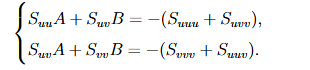 S_{uu}A + S_{uv}B = −(S_{uuu} + S_{uvv}),
S_{uv}A + S_{vv}B = −(S_{vvv} + S_{uuv}).